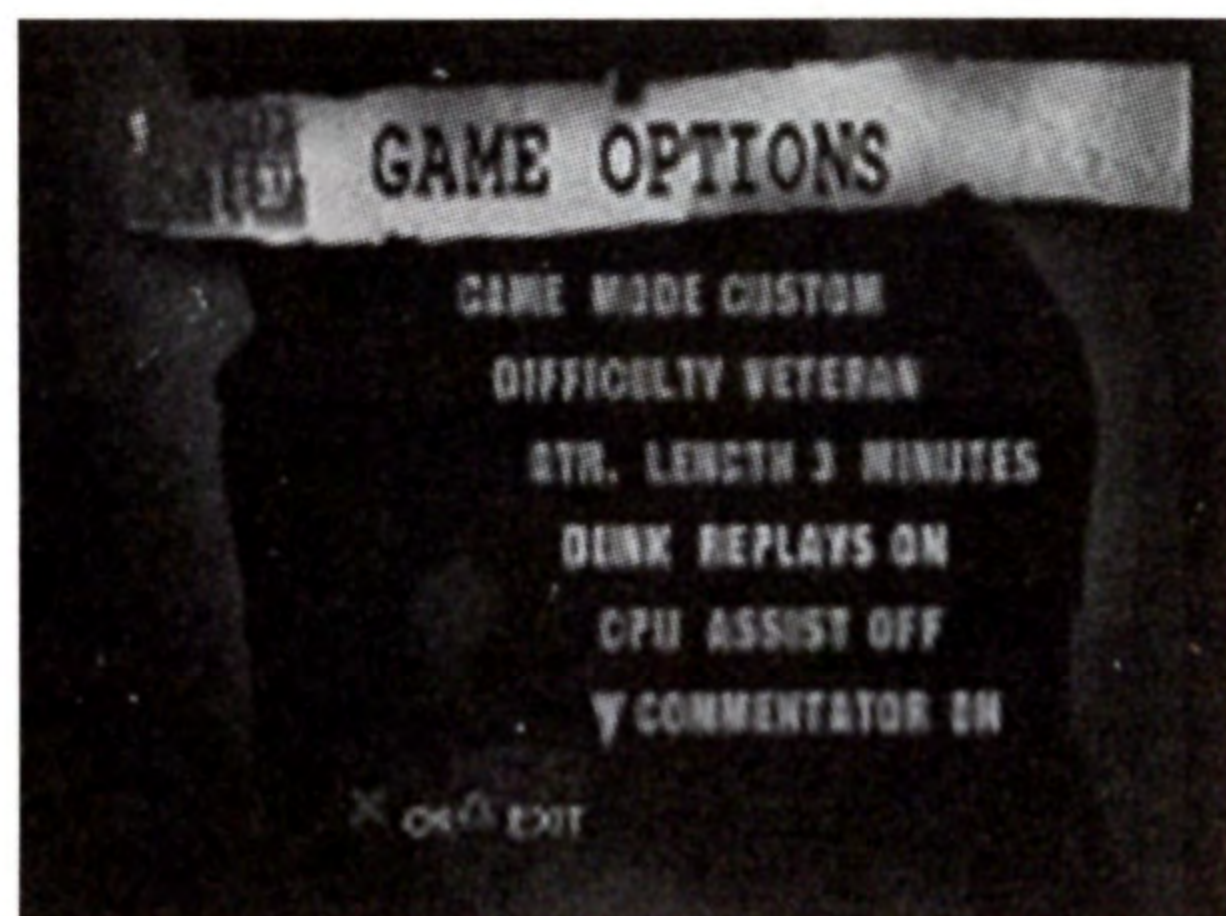 GAME OPTIONS
GAME MODE CUSTOM
DIFFICULTY VETERAN
QTR. LENGTH 3 MINUTES
DUNK REPLAYS ON
CPU ASSIST OFF
COMMENTATOR ON
OK EXIT